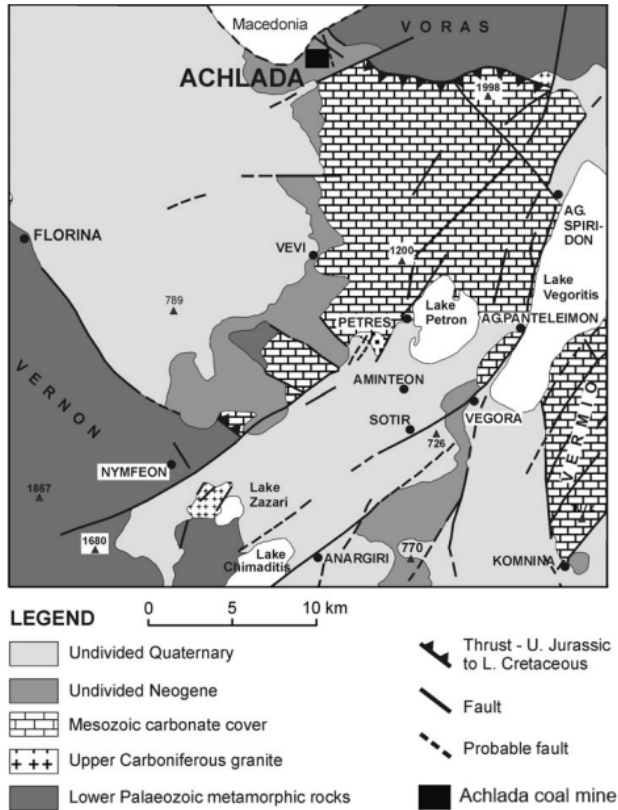 Macedonia
VORAS
ACHLADA
1998
FLORINA
VEVI
1200
AG.
SPIRI-
DON
Lake
Vegoritis
789
Lake
Petron
PETRES
AG.PANTELEIMON
VERNON
AMINTEON
SOTIR
VEGORA
726
VERMIO
NYMFEON
1867
Lake
Zazari
1680
Lake
Chimaditis
ANARGIRI
770
KOMNINA
LEGEND
0 5 10 km
Undivided Quaternary
Undivided Neogene
Mesozoic carbonate cover
Upper Carboniferous granite
Lower Palaeozoic metamorphic rocks
Thrust - U. Jurassic
to L. Cretaceous
Fault
Probable fault
Achlada coal mine